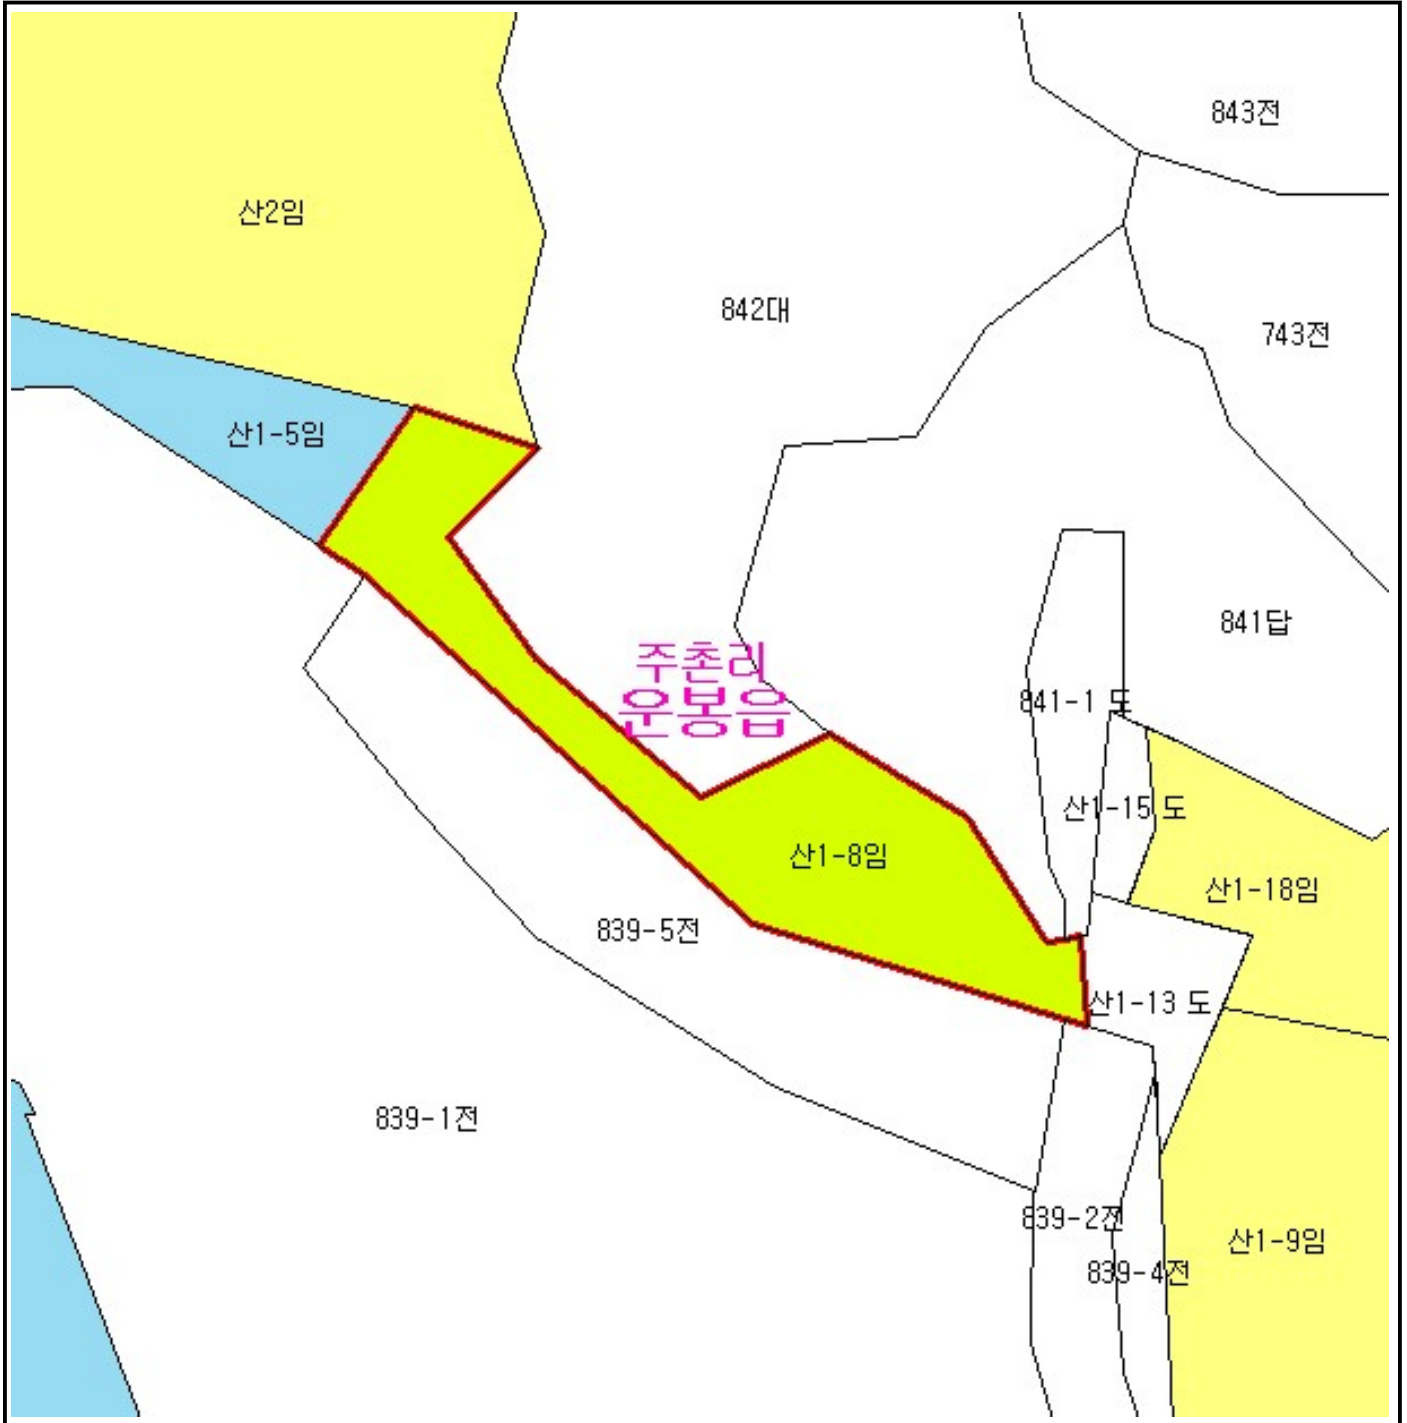 843전
산2임
842대
743전
산1-5임
841답
주촌리
운봉읍
841-1 도
산1-15 도
산1-8임
산1-18임
839-5전
산1-13 도
839-1전
839-2전
산1-9임
839-4전